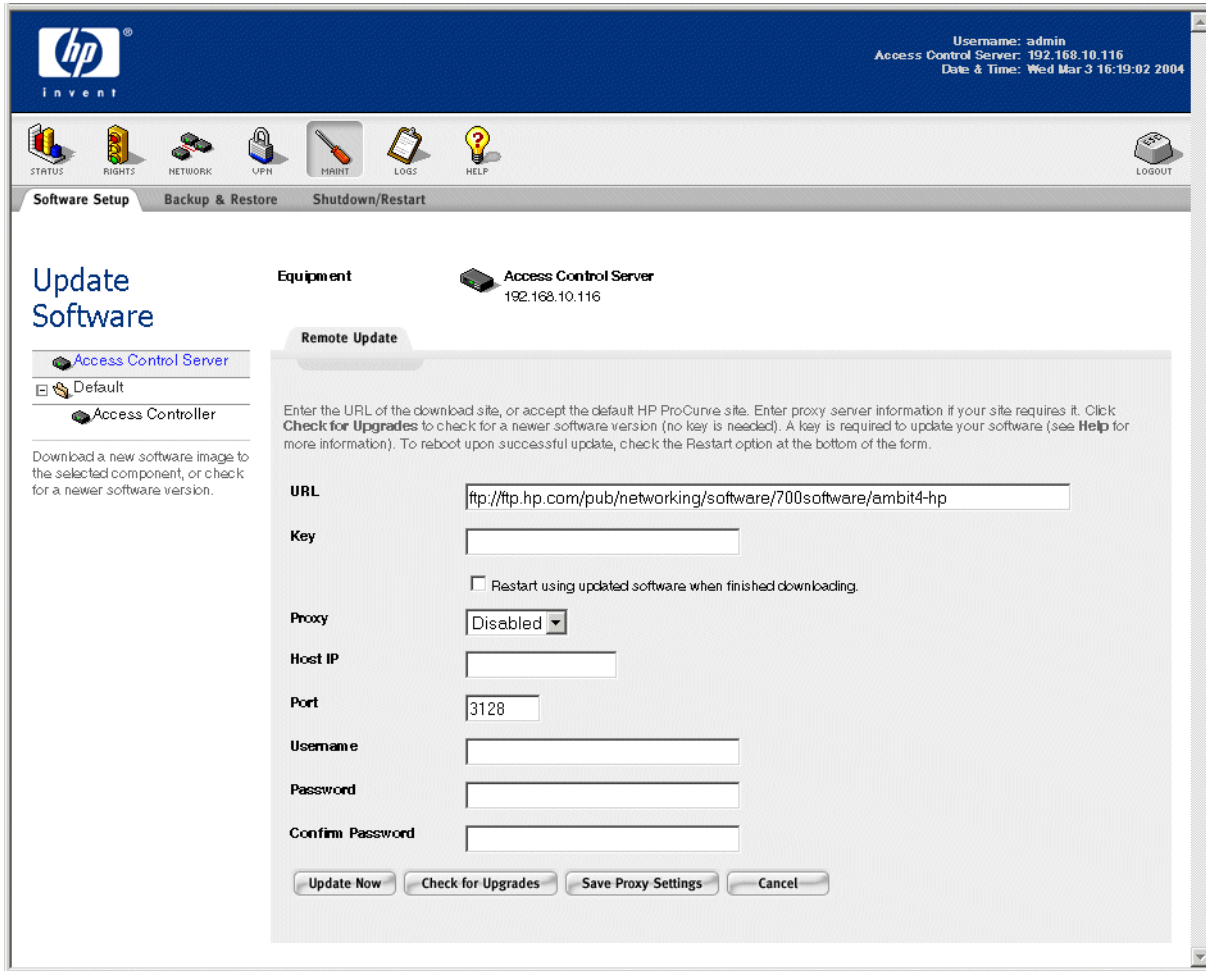 hp
®
invent
Username: admin
Access Control Server: 192.168.10.116
Date & Time: Wed Mar 3 16:19:02 2004
STATUS RIGHTS NETWORK VPN MAINT LOGS HELP LOGOUT
Software Setup Backup & Restore Shutdown/Restart
Update
Software
Access Control Server
Default
Access Controller
Download a new software image to
the selected component, or check
for a newer software version.
Equipment
Access Control Server
192.168.10.116
Remote Update
Enter the URL of the download site, or accept the default HP ProCurve site. Enter proxy server information if your site requires it. Click
Check for Upgrades to check for a newer software version (no key is needed). A key is required to update your software (see Help for
more information). To reboot upon successful update, check the Restart option at the bottom of the form.
URL ftp://ftp.hp.com/pub/networking/software/700software/ambit4-hp
Key
Restart using updated software when finished downloading.
Proxy Disabled
Host IP
Port 3128
Username
Password
Confirm Password
Update Now Check for Upgrades Save Proxy Settings Cancel